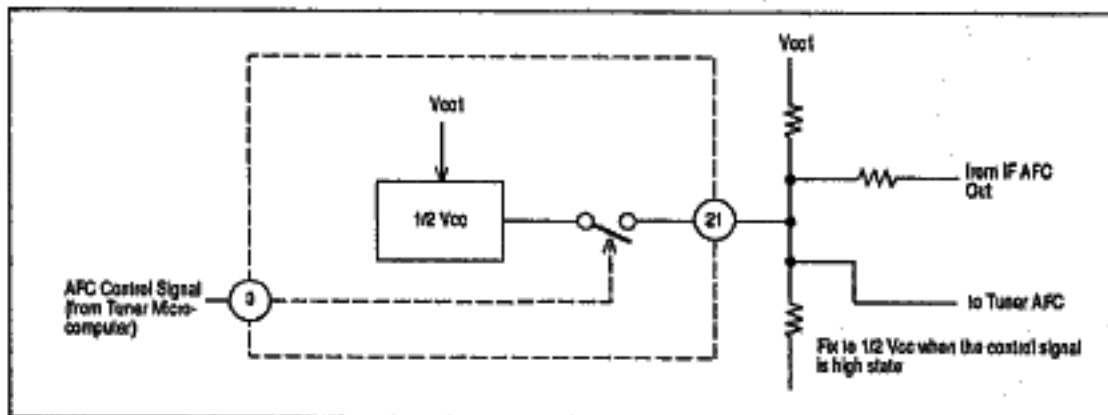 Vcc1
Vcc1
1/2 Vcc
from IF AFC
Out
21
AFC Control Signal
(from Tuner Micro-
computer)
to Tuner AFC
Fix to 1/2 Vcc when the control signal
is high state